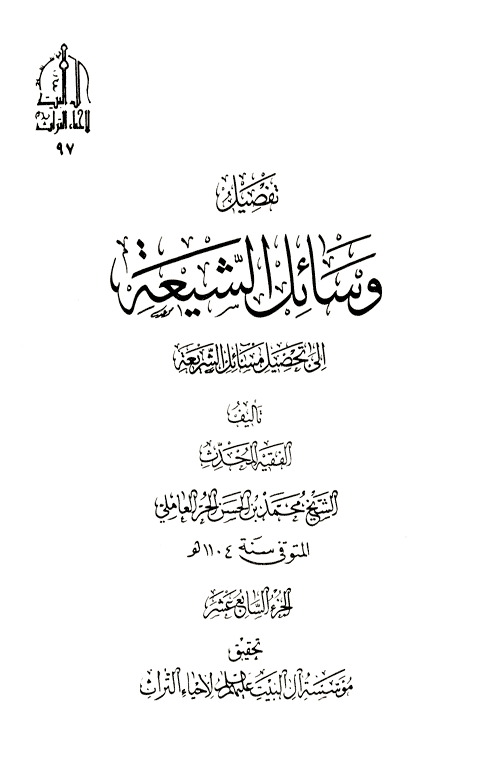 آل البيت
لإحياء التراث
٩٧
تفصيل
وسائل الشيعة
إلى تحصيل مسائل الشريعة
تأليف
الفقيه المحدث
الشيخ محمد بن الحسن الحر العاملي
المتوفى سنة ١١٠٤ هـ
الجزء السابع عشر
تحقيق
مؤسسة آل البيت عليهم السلام لإحياء التراث